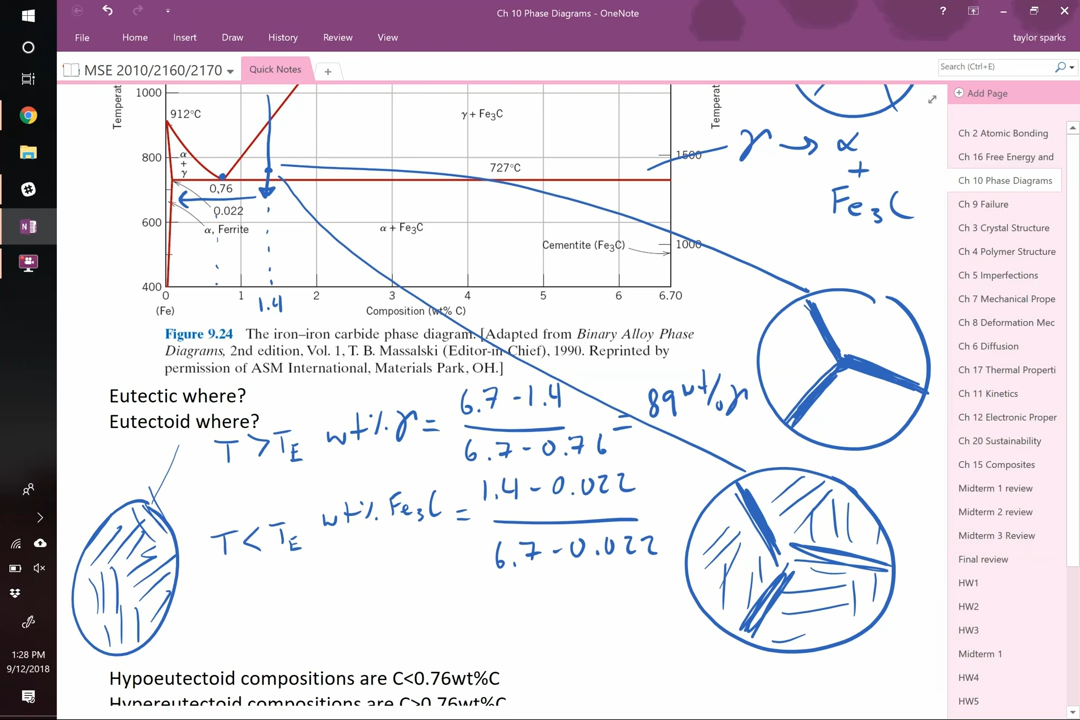 Ch 10 Phase Diagrams - OneNote
?
File Home Insert Draw History Review View
taylor sparks
MSE 2010/2160/2170
Quick Notes
+
Search (Ctrl+E)
Add Page
Ch 2 Atomic Bonding
Ch 16 Free Energy and
Ch 10 Phase Diagrams
Ch 9 Failure
Ch 3 Crystal Structure
Ch 4 Polymer Structure
Ch 5 Imperfections
Ch 7 Mechanical Prope
Ch 8 Deformation Mec
Ch 6 Diffusion
Ch 17 Thermal Properti
Ch 11 Kinetics
Ch 12 Electronic Proper
Ch 20 Sustainability
Ch 15 Composites
Midterm 1 review
Midterm 2 review
Midterm 3 Review
Final review
HW1
HW2
HW3
Midterm 1
HW4
HW5
Temperat
1000
912°C
γ + Fe₃C
Temperat
800
α
+
γ
0.76
727°C
1500
0.022
600
α, Ferrite
α + Fe₃C
Cementite (Fe₃C)
1000
400
0 1 2 3 4 5 6 6.70
(Fe)
1.4
Composition (wt% C)
γ → α
+
Fe₃C
Figure 9.24 The iron–iron carbide phase diagram. [Adapted from Binary Alloy Phase
Diagrams, 2nd edition, Vol. 1, T. B. Massalski (Editor-in-Chief), 1990. Reprinted by
permission of ASM International, Materials Park, OH.]
Eutectic where?
Eutectoid where?
T > T_E wt% γ = 6.7 - 1.4
6.7 - 0.76
= 89 wt% γ
T < T_E wt% Fe₃C = 1.4 - 0.022
6.7 - 0.022
Hypoeutectoid compositions are C<0.76wt%C
Hypereutectoid compositions are C>0.76wt%C
1:28 PM
9/12/2018